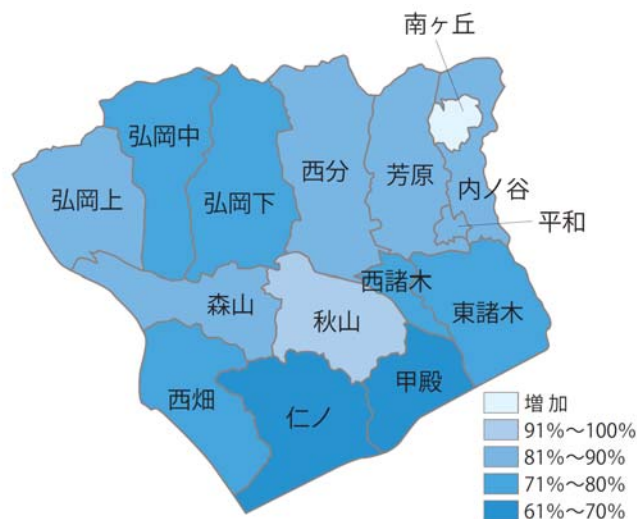 南ヶ丘
弘岡中
西分
芳原
弘岡上
弘岡下
内ノ谷
平和
西諸木
森山
秋山
東諸木
西畑
仁ノ
甲殿
増 加
91%～100%
81%～90%
71%～80%
61%～70%